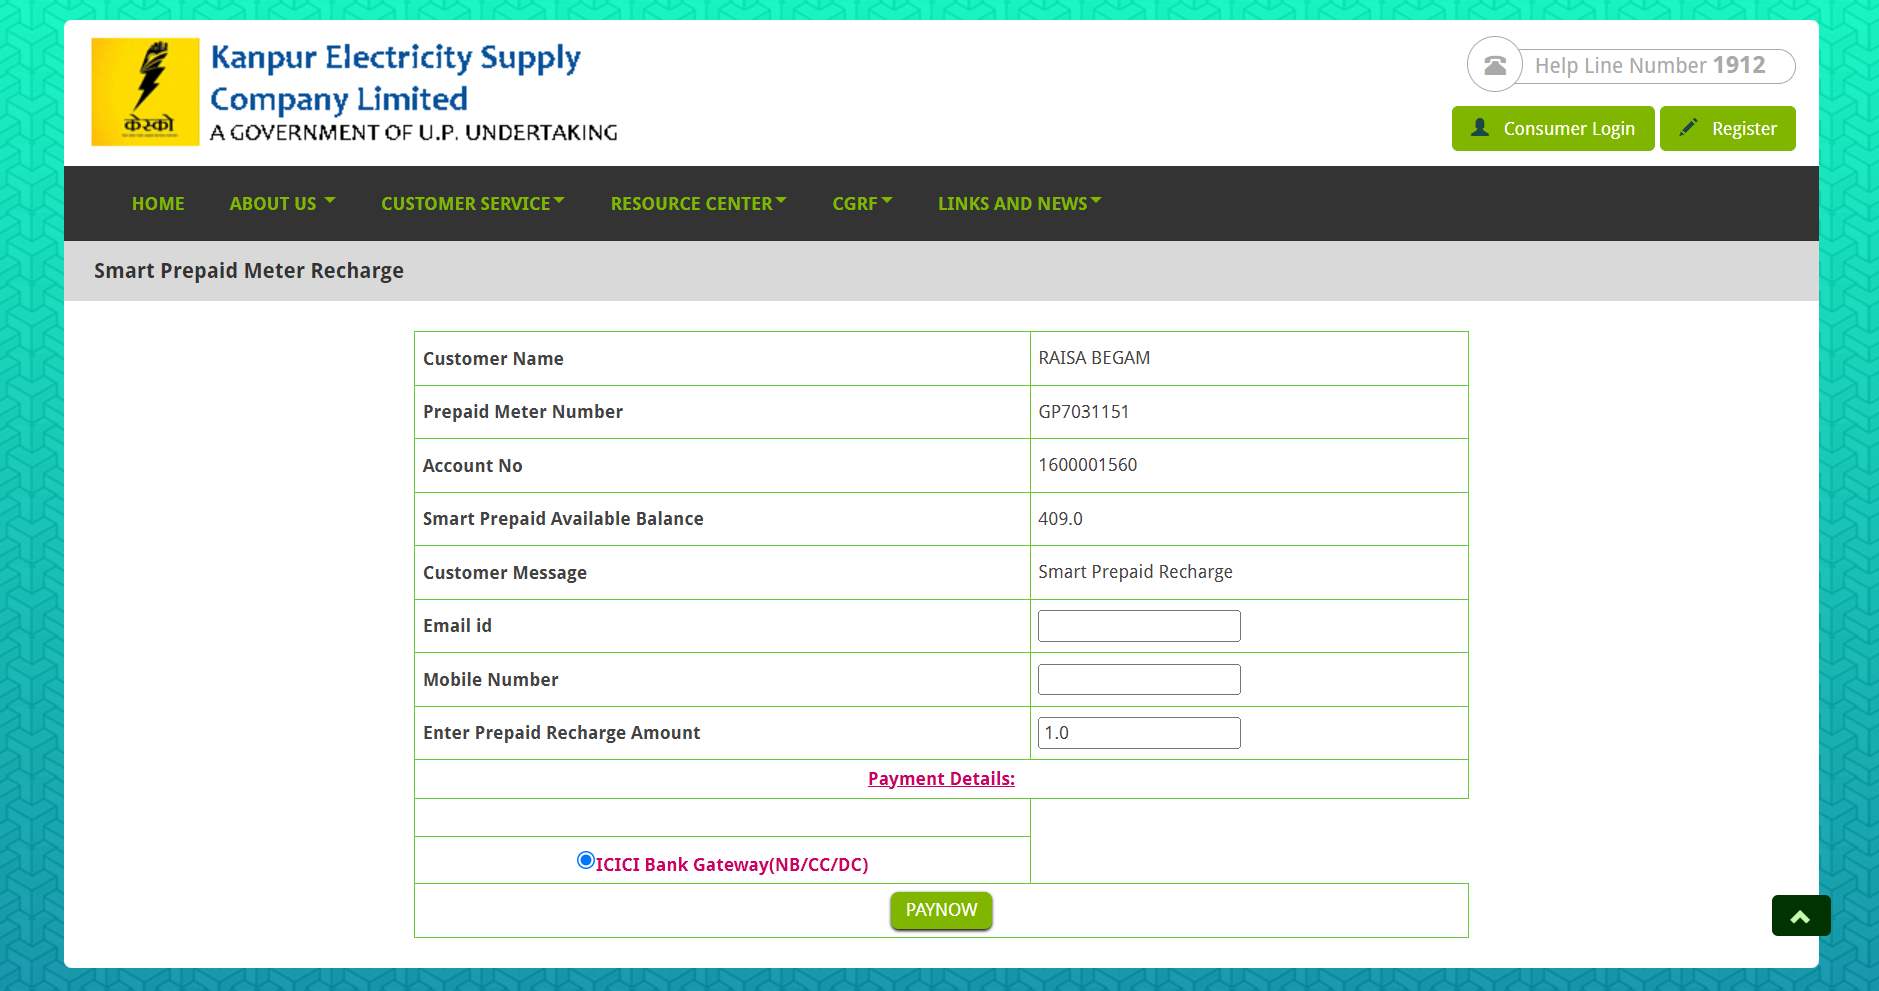 केस्को
Kanpur Electricity Supply
Company Limited
A GOVERNMENT OF U.P. UNDERTAKING
Help Line Number 1912
Consumer Login
Register
HOME ABOUT US CUSTOMER SERVICE RESOURCE CENTER CGRF LINKS AND NEWS
Smart Prepaid Meter Recharge
Customer Name RAISA BEGAM
Prepaid Meter Number GP7031151
Account No 1600001560
Smart Prepaid Available Balance 409.0
Customer Message Smart Prepaid Recharge
Email id
Mobile Number
Enter Prepaid Recharge Amount 1.0
Payment Details:
ICICI Bank Gateway(NB/CC/DC)
PAYNOW